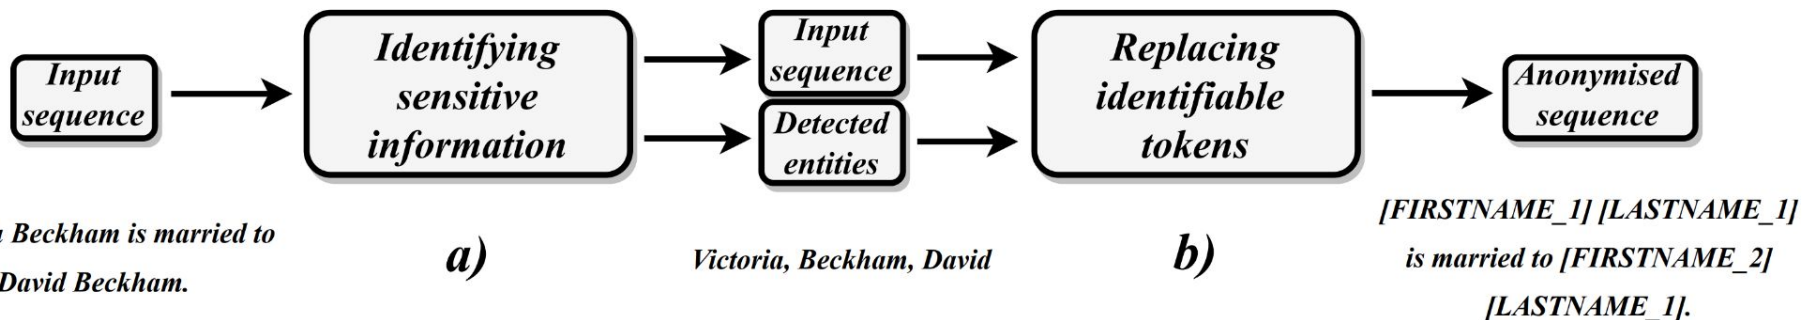 Input
sequence
Identifying
sensitive
information
Input
sequence
Detected
entities
Replacing
identifiable
tokens
Anonymised
sequence
Beckham is married to
David Beckham.
a)
Victoria, Beckham, David
b)
[FIRSTNAME_1] [LASTNAME_1]
is married to [FIRSTNAME_2]
[LASTNAME_1].